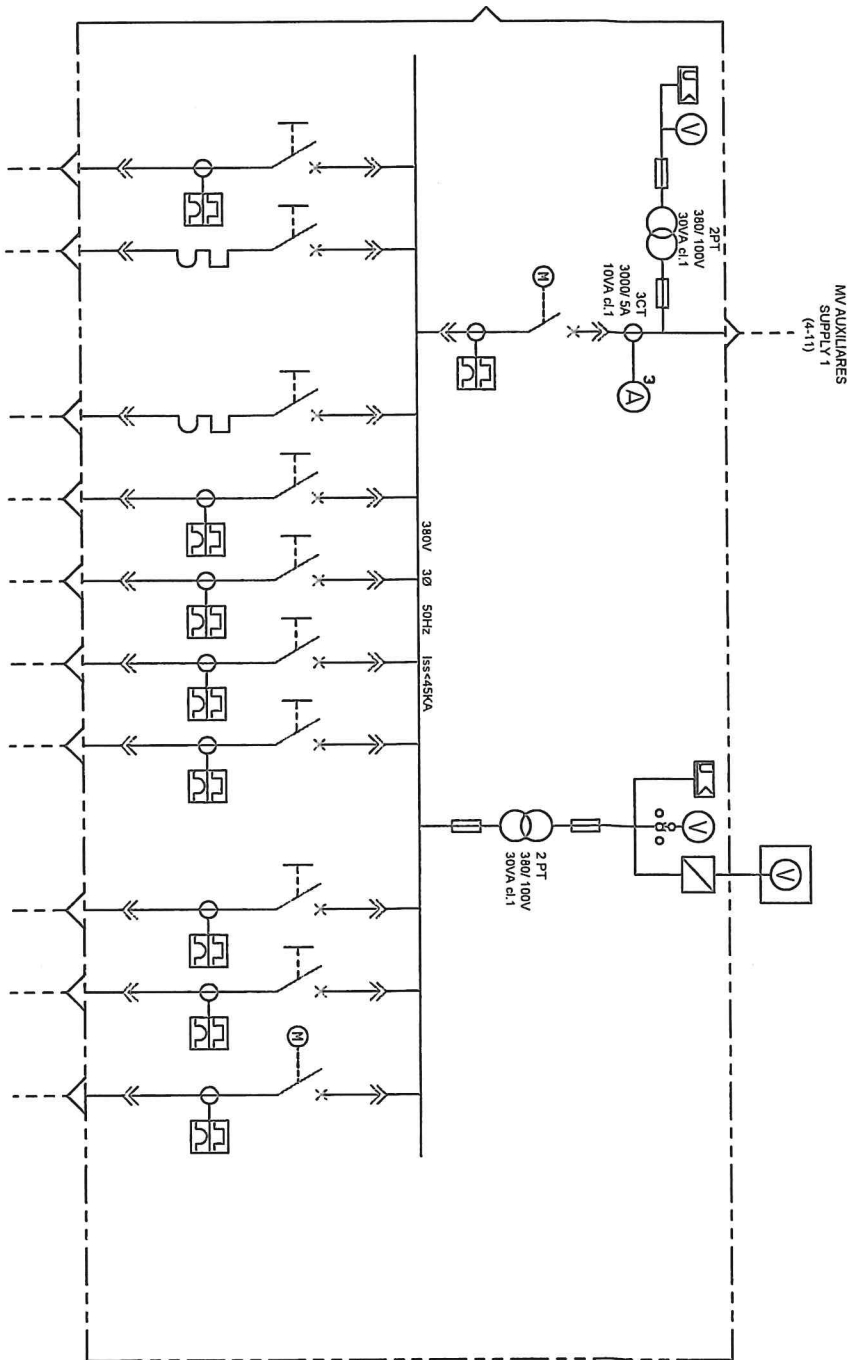 MV AUXILIARES
SUPPLY 1
(4-11)
U<
V
2PT
380/ 100V
30VA cl.1
3CT
3000/ 5A
10VA cl.1
3
A
M
380V 3Ø 50Hz Iss<45KA
U<
V
V
2 PT
380/ 100V
30VA cl.1
M